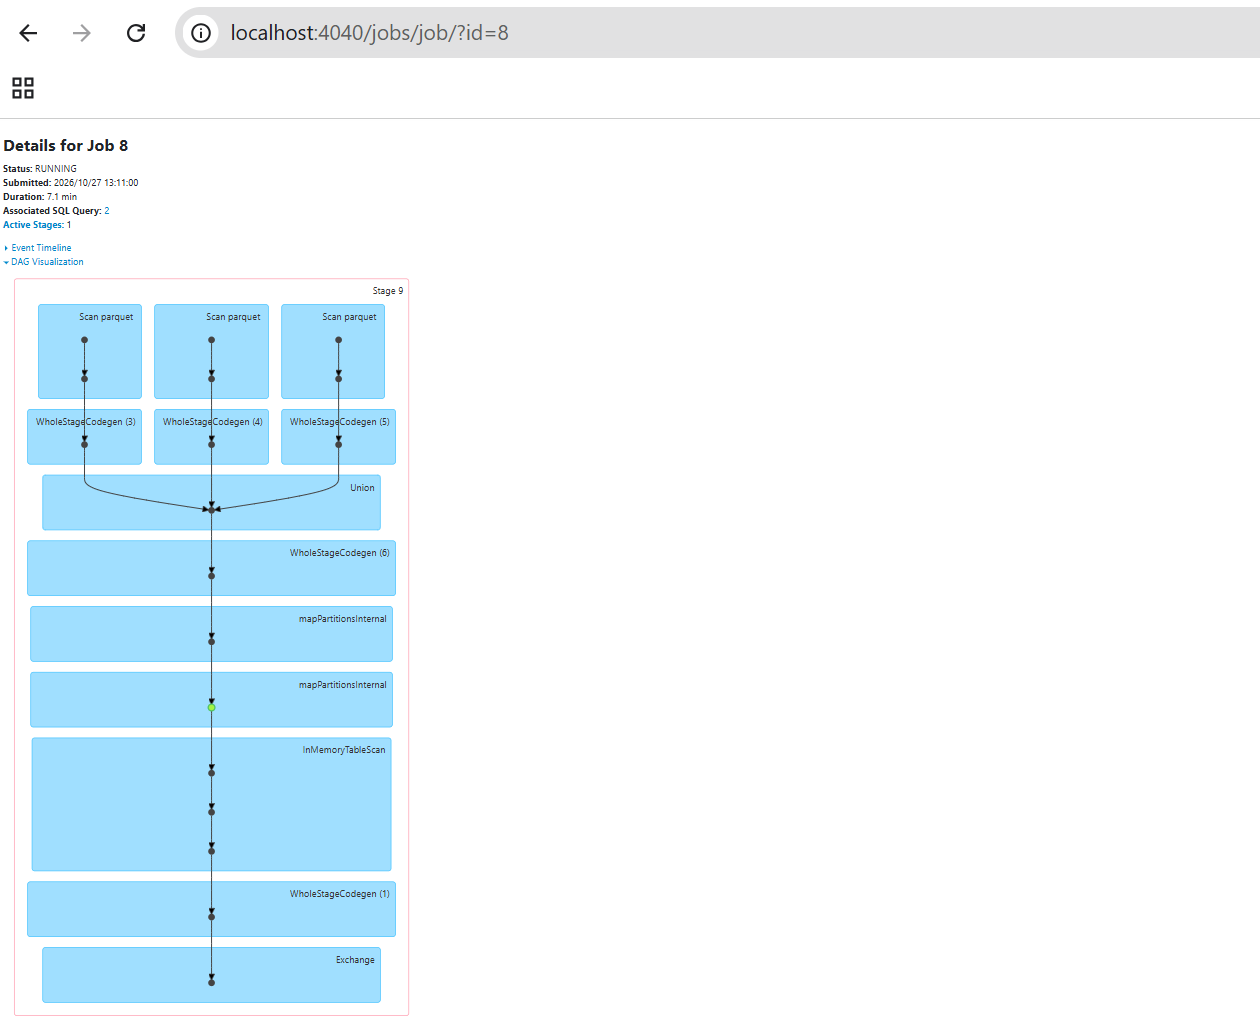 localhost:4040/jobs/job/?id=8
Details for Job 8
Status: RUNNING
Submitted: 2026/10/27 13:11:00
Duration: 7.1 min
Associated SQL Query: 2
Active Stages: 1
Event Timeline
DAG Visualization
Stage 9
Scan parquet Scan parquet Scan parquet
WholeStageCodegen (3) WholeStageCodegen (4) WholeStageCodegen (5)
Union
WholeStageCodegen (6)
mapPartitionsInternal
mapPartitionsInternal
InMemoryTableScan
WholeStageCodegen (1)
Exchange